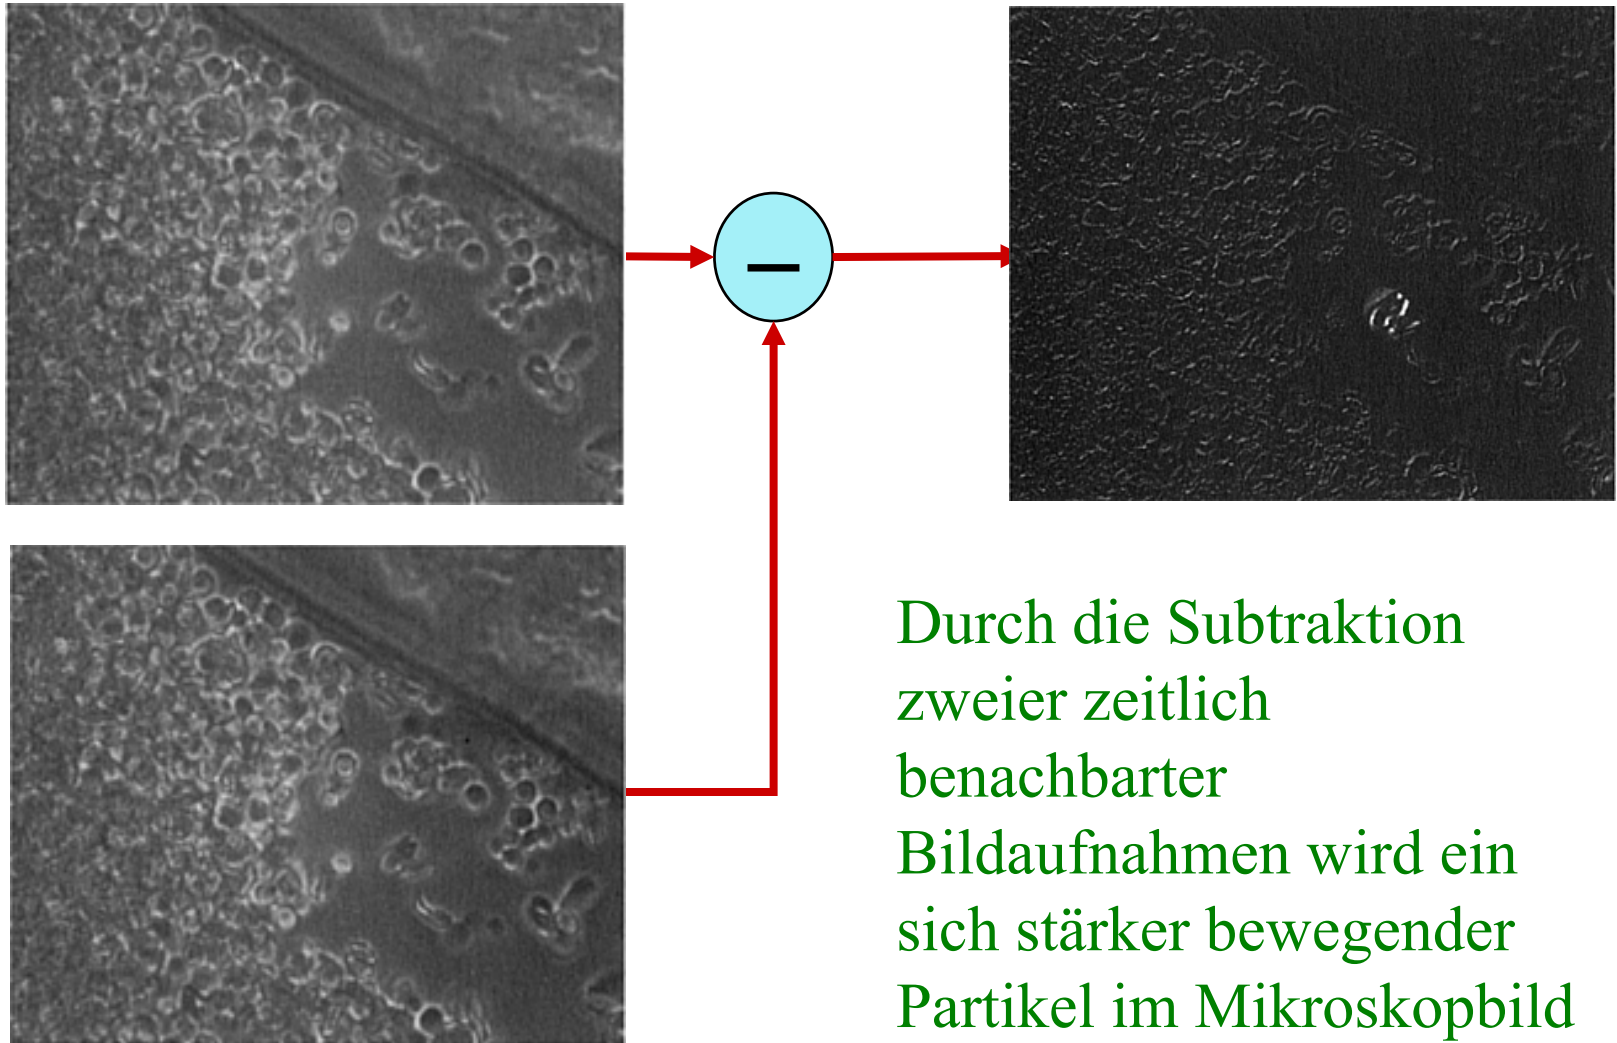 Durch die Subtraktion
zweier zeitlich
benachbarter
Bildaufnahmen wird ein
sich stärker bewegender
Partikel im Mikroskopbild